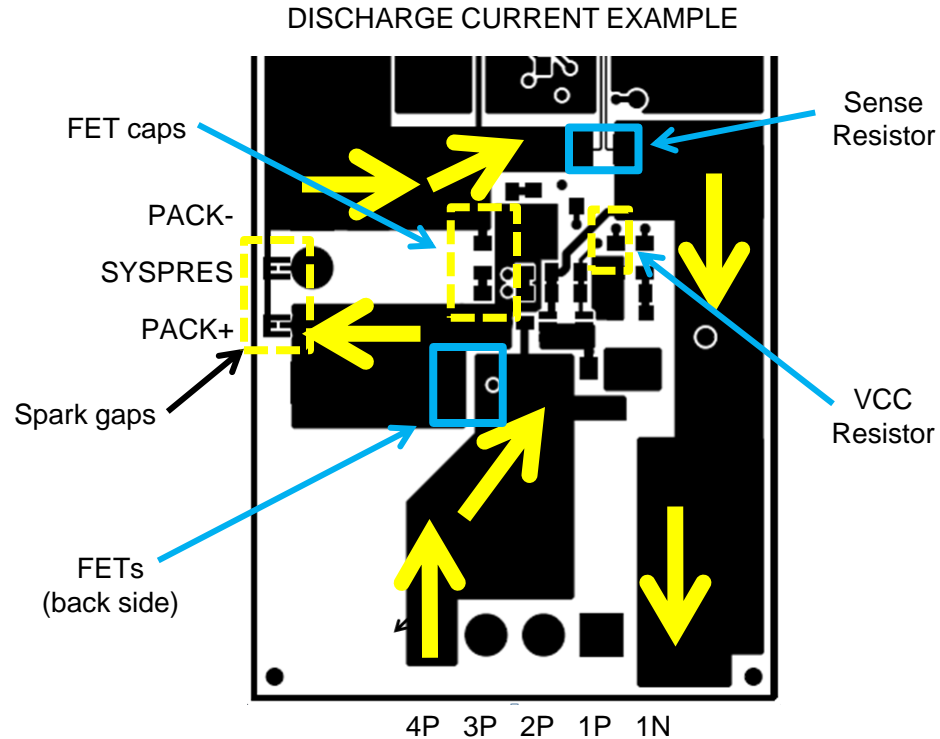 DISCHARGE CURRENT EXAMPLE
FET caps
Sense
Resistor
PACK-
SYSPRES
PACK+
Spark gaps
VCC
Resistor
FETs
(back side)
4P 3P 2P 1P 1N